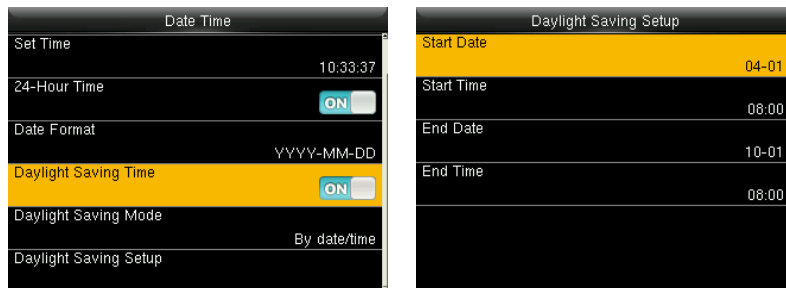 Date Time
Set Time
10:33:37
24-Hour Time
ON
Date Format
YYYY-MM-DD
Daylight Saving Time
ON
Daylight Saving Mode
By date/time
Daylight Saving Setup
Daylight Saving Setup
Start Date
04-01
Start Time
08:00
End Date
10-01
End Time
08:00